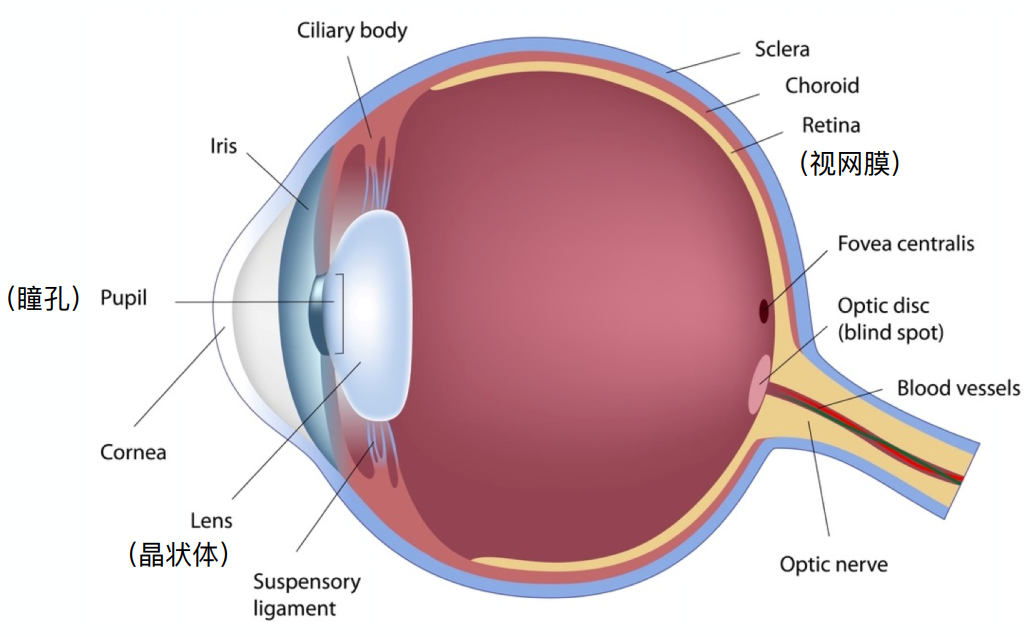 Ciliary body
Sclera
Choroid
Retina
(视网膜)
Iris
Fovea centralis
(瞳孔) Pupil
Optic disc
(blind spot)
Blood vessels
Cornea
Lens
(晶状体)
Optic nerve
Suspensory
ligament